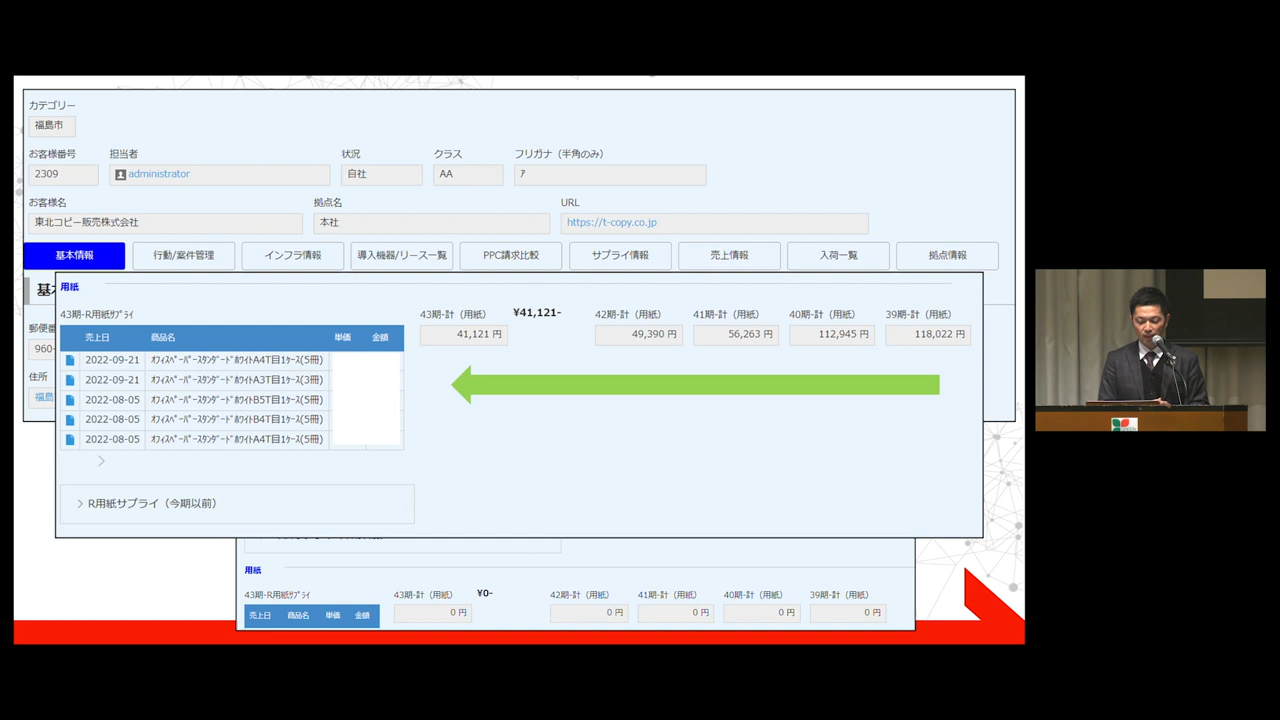 カテゴリー
福島市
お客様番号 担当者 状況 クラス フリガナ（半角のみ）
2309 administrator 自社 AA ｱ
お客様名 拠点名 URL
東北コピー販売株式会社 本社 https://t-copy.co.jp
基本情報 行動/案件管理 インフラ情報 導入機器/リース一覧 PPC請求比較 サプライ情報 売上情報 入荷一覧 拠点情報
郵便番
960-
住所
福島
用紙
43期-R用紙ｻﾌﾟﾗｲ 43期-計（用紙） ¥41,121- 42期-計（用紙） 41期-計（用紙） 40期-計（用紙） 39期-計（用紙）
41,121 円 49,390 円 56,263 円 112,945 円 118,022 円
売上日 商品名 単価 金額
2022-09-21 ｵﾌｨｽﾍﾟｰﾊﾟｰｽﾀﾝﾀﾞｰﾄﾞﾎﾜｲﾄA4T目1ｹｰｽ(5冊)
2022-09-21 ｵﾌｨｽﾍﾟｰﾊﾟｰｽﾀﾝﾀﾞｰﾄﾞﾎﾜｲﾄA3T目1ｹｰｽ(3冊)
2022-08-05 ｵﾌｨｽﾍﾟｰﾊﾟｰｽﾀﾝﾀﾞｰﾄﾞﾎﾜｲﾄB5T目1ｹｰｽ(5冊)
2022-08-05 ｵﾌｨｽﾍﾟｰﾊﾟｰｽﾀﾝﾀﾞｰﾄﾞﾎﾜｲﾄB4T目1ｹｰｽ(5冊)
2022-08-05 ｵﾌｨｽﾍﾟｰﾊﾟｰｽﾀﾝﾀﾞｰﾄﾞﾎﾜｲﾄA4T目1ｹｰｽ(5冊)
R用紙サプライ（今期以前）
用紙
43期-R用紙ｻﾌﾟﾗｲ 43期-計（用紙） ¥0- 42期-計（用紙） 41期-計（用紙） 40期-計（用紙） 39期-計（用紙）
売上日 商品名 単価 金額 0 円 0 円 0 円 0 円 0 円